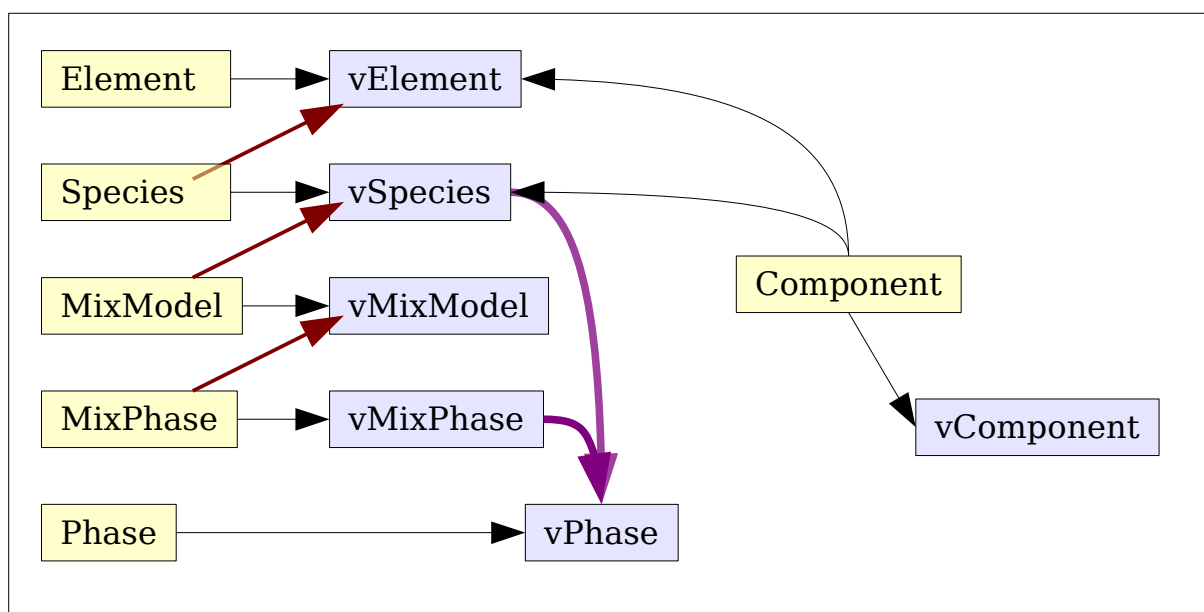 Element
vElement
Species
vSpecies
MixModel
vMixModel
Component
MixPhase
vMixPhase
vComponent
Phase
vPhase